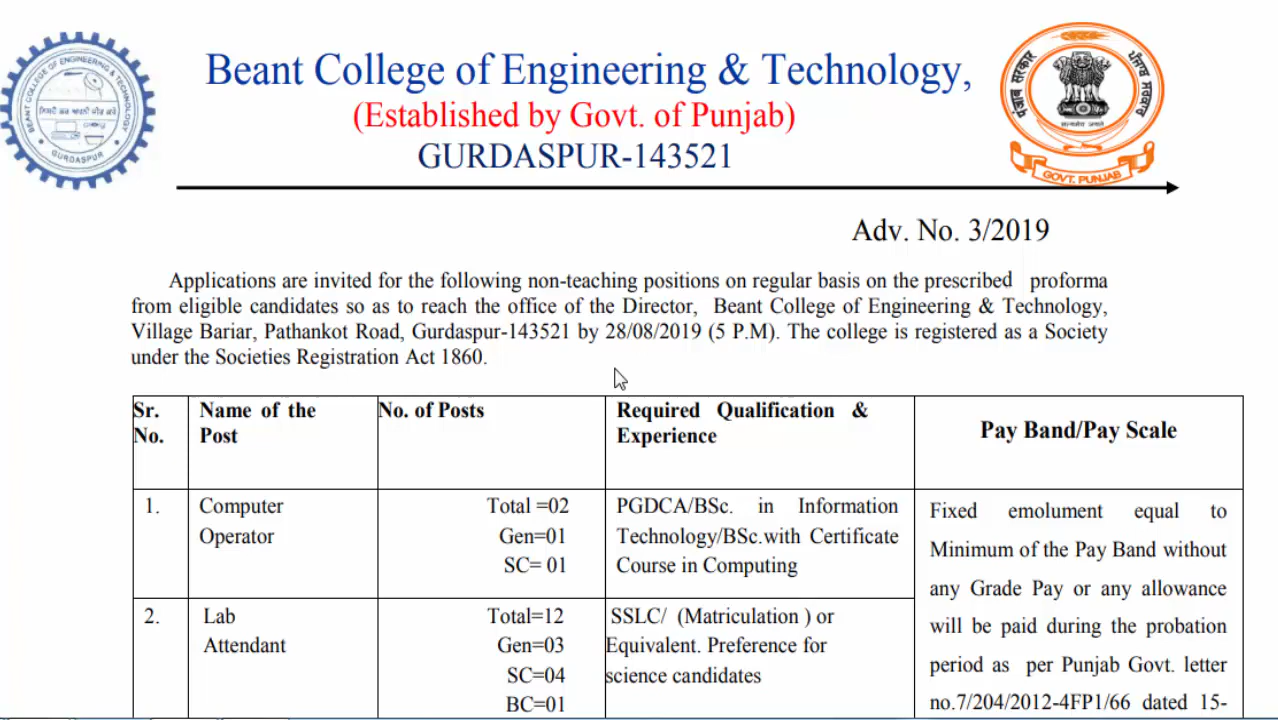 BEANT COLLEGE OF ENGINEERING & TECHNOLOGY
GURDASPUR
Beant College of Engineering & Technology,
(Established by Govt. of Punjab)
GURDASPUR-143521
ਪੰਜਾਬ ਸਰਕਾਰ
GOVT. PUNJAB
Adv. No. 3/2019
Applications are invited for the following non-teaching positions on regular basis on the prescribed proforma
from eligible candidates so as to reach the office of the Director, Beant College of Engineering & Technology,
Village Bariar, Pathankot Road, Gurdaspur-143521 by 28/08/2019 (5 P.M). The college is registered as a Society
under the Societies Registration Act 1860.
Sr. No.
Name of the Post
No. of Posts
Required Qualification & Experience
Pay Band/Pay Scale
1.
Computer
Operator
Total =02
Gen=01
SC= 01
PGDCA/BSc. in Information
Technology/BSc.with Certificate
Course in Computing
Fixed emolument equal to
Minimum of the Pay Band without
any Grade Pay or any allowance
will be paid during the probation
period as per Punjab Govt. letter
no.7/204/2012-4FP1/66 dated 15-
2.
Lab
Attendant
Total=12
Gen=03
SC=04
BC=01
SSLC/ (Matriculation ) or
Equivalent. Preference for
science candidates